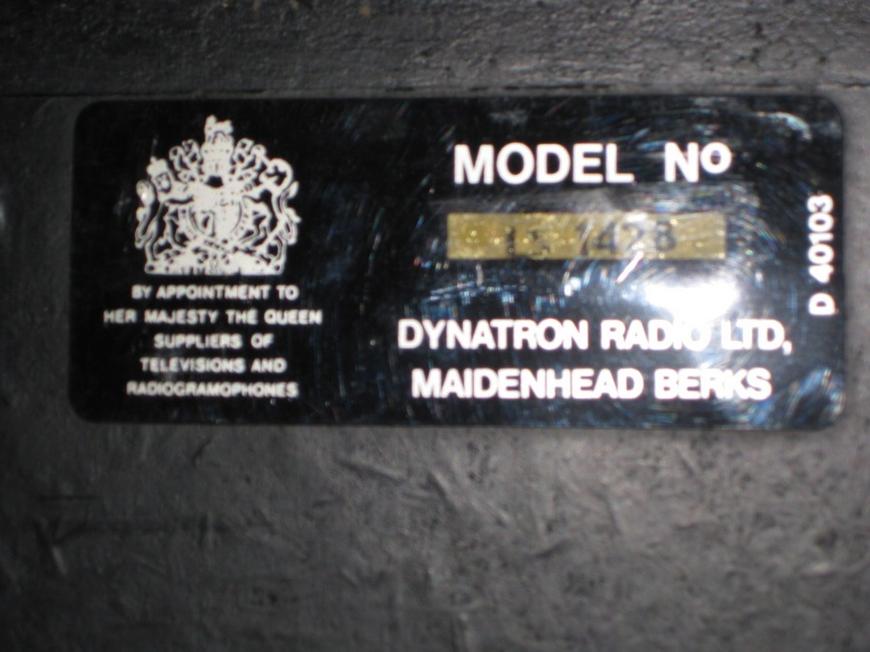 BY APPOINTMENT TO
HER MAJESTY THE QUEEN
SUPPLIERS OF
TELEVISIONS AND
RADIOGRAMOPHONES
MODEL Nº
1428
DYNATRON RADIO LTD,
MAIDENHEAD BERKS
D 40103